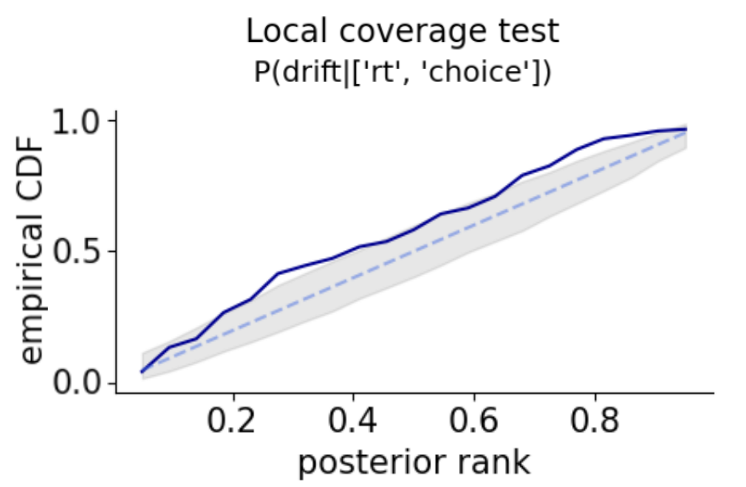 Local coverage test
P(drift|['rt', 'choice'])
1.0
0.5
0.0
empirical CDF
0.2 0.4 0.6 0.8
posterior rank